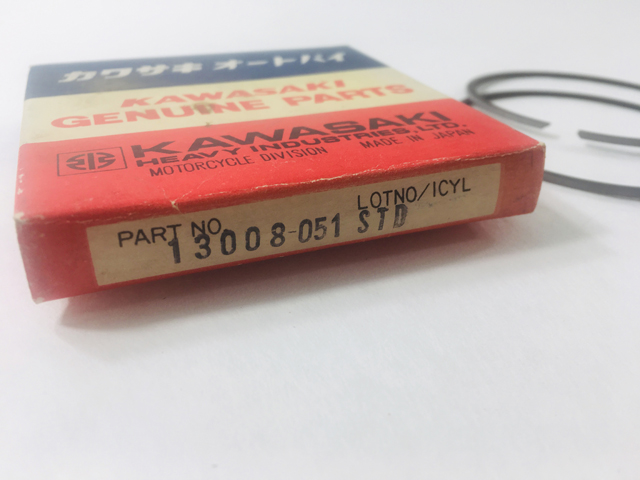 カワサキ オートバイ
KAWASAKI
GENUINE PARTS
KAWASAKI
HEAVY INDUSTRIES, LTD.
MOTORCYCLE DIVISION MADE IN JAPAN
PART NO. LOTNO/ICYL
13008-051 STD